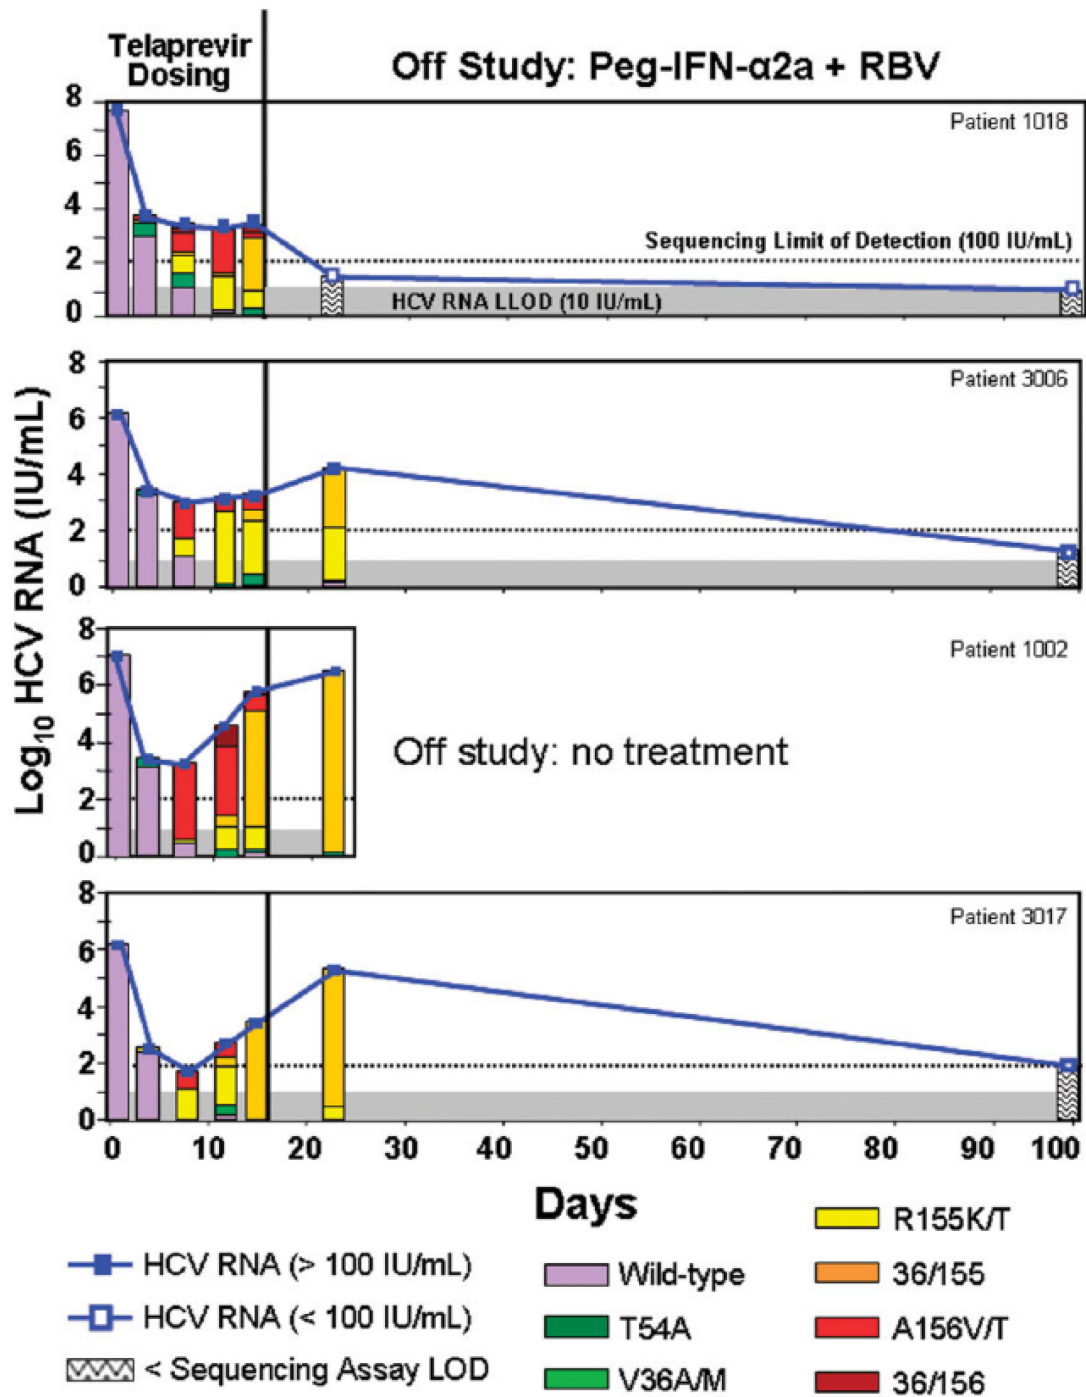 Telaprevir
Dosing
Off Study: Peg-IFN-α2a + RBV
Log10 HCV RNA (IU/mL)
8
6
4
2
0
Patient 1018
Sequencing Limit of Detection (100 IU/mL)
HCV RNA LLOD (10 IU/mL)
8
6
4
2
0
Patient 3006
8
6
4
2
0
Patient 1002
Off study: no treatment
8
6
4
2
0
Patient 3017
0 10 20 30 40 50 60 70 80 90 100
Days
HCV RNA (> 100 IU/mL)
HCV RNA (< 100 IU/mL)
< Sequencing Assay LOD
Wild-type
T54A
V36A/M
R155K/T
36/155
A156V/T
36/156